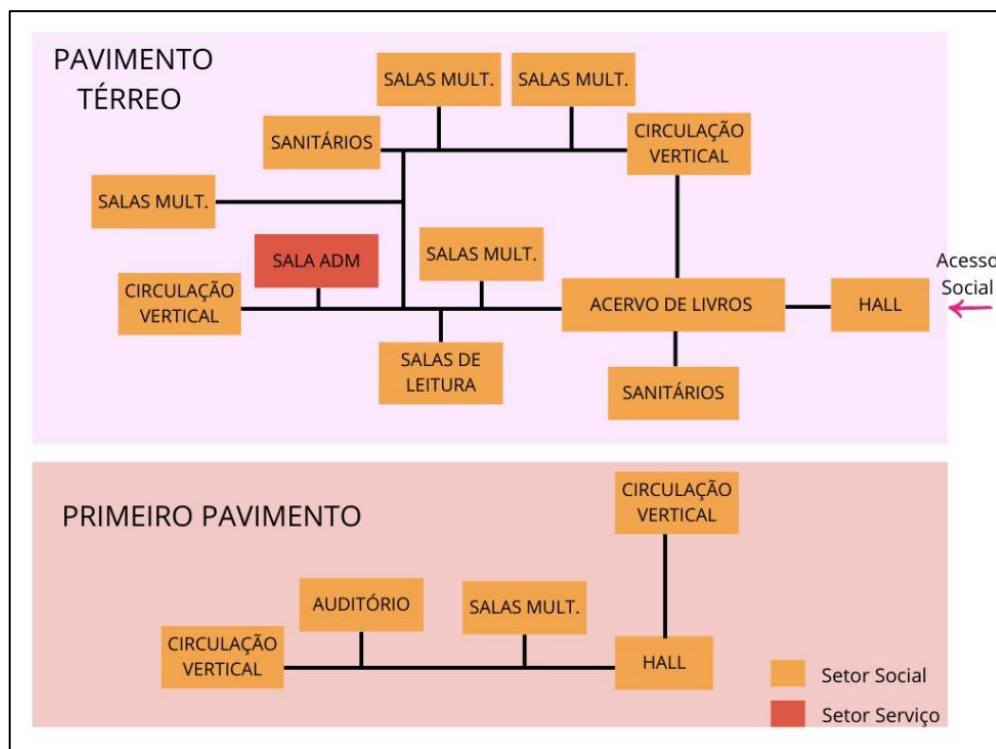 PAVIMENTO
TÉRREO
SALAS MULT.
SALAS MULT.
SANITÁRIOS
CIRCULAÇÃO
VERTICAL
SALAS MULT.
SALA ADM
SALAS MULT.
CIRCULAÇÃO
VERTICAL
ACERVO DE LIVROS
HALL
Acesso
Social
SALAS DE
LEITURA
SANITÁRIOS
PRIMEIRO PAVIMENTO
CIRCULAÇÃO
VERTICAL
AUDITÓRIO
SALAS MULT.
CIRCULAÇÃO
VERTICAL
HALL
Setor Social
Setor Serviço